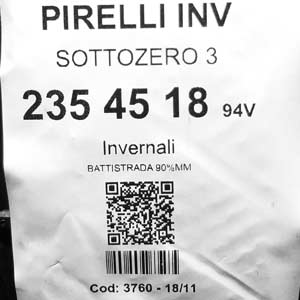 PIRELLI INV
SOTTOZERO 3
235 45 18 94V
Invernali
BATTISTRADA 90%MM
Cod: 3760 - 18/11